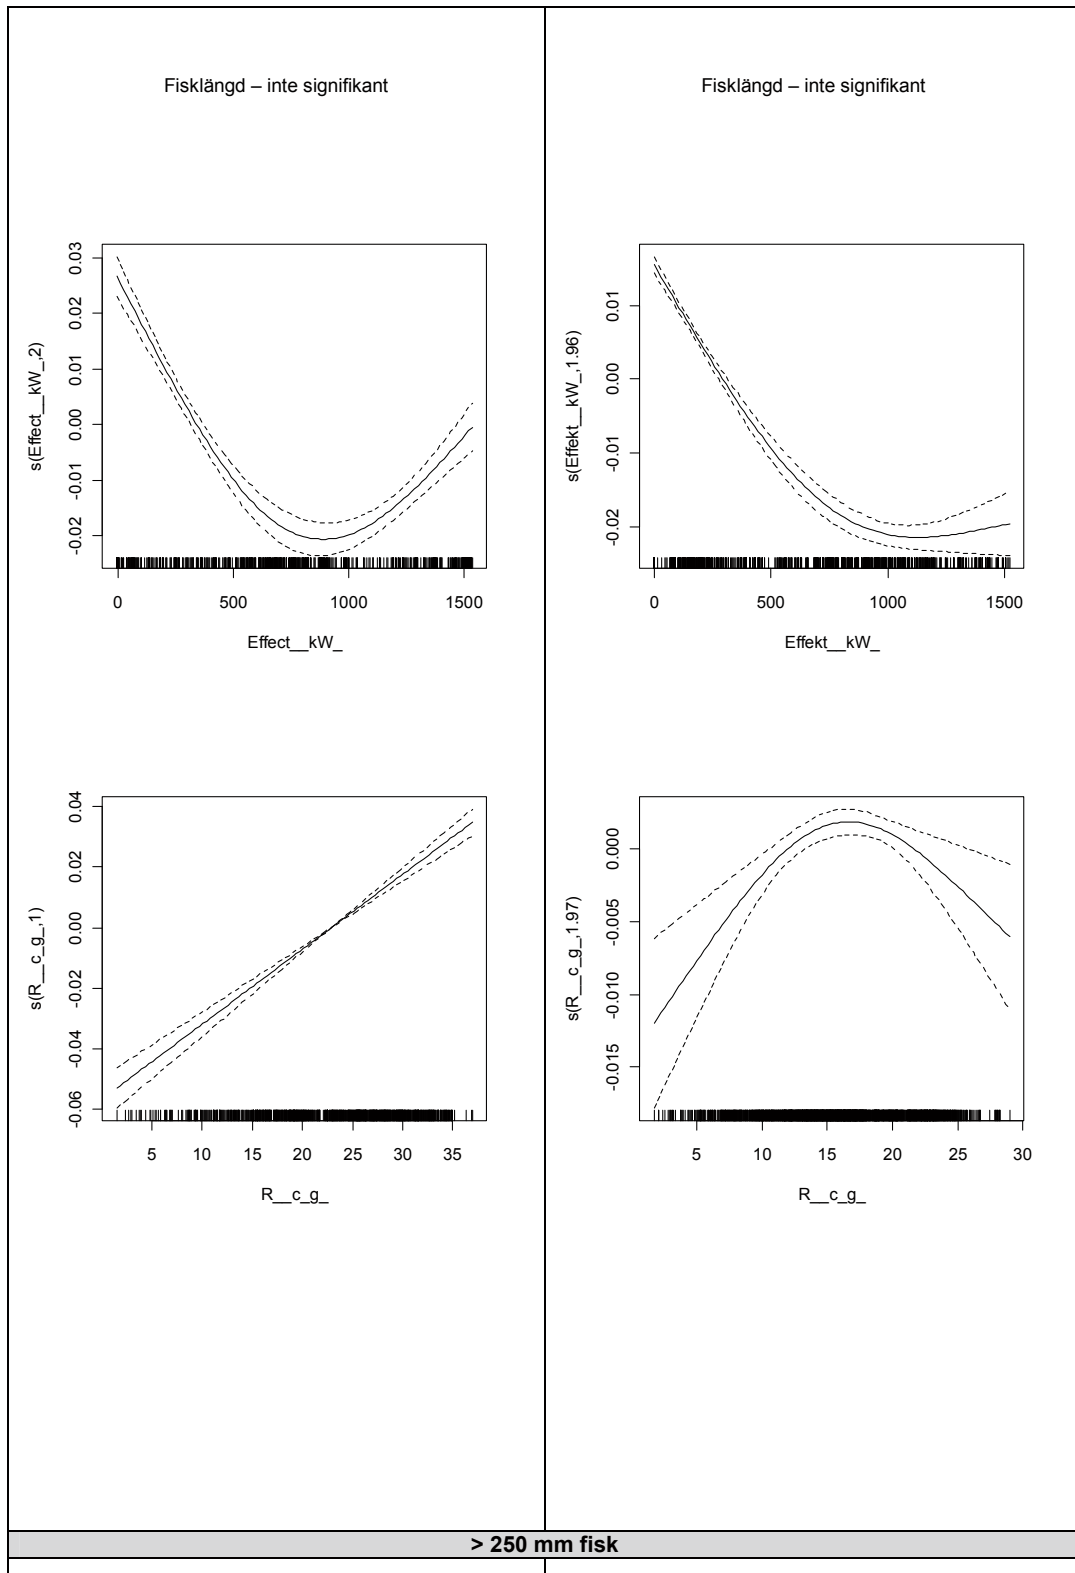 Fisklängd – inte signifikant
Fisklängd – inte signifikant
s(Effect__kW_,2)
0.03
0.02
0.01
0.00
-0.01
-0.02
0 500 1000 1500
Effect__kW_
s(Effekt__kW_,1.96)
0.01
0.00
-0.01
-0.02
0 500 1000 1500
Effekt__kW_
s(R__c_g_,1)
0.04
0.02
0.00
-0.02
-0.04
-0.06
5 10 15 20 25 30 35
R__c_g_
s(R__c_g_,1.97)
0.000
-0.005
-0.010
-0.015
5 10 15 20 25 30
R__c_g_
> 250 mm fisk